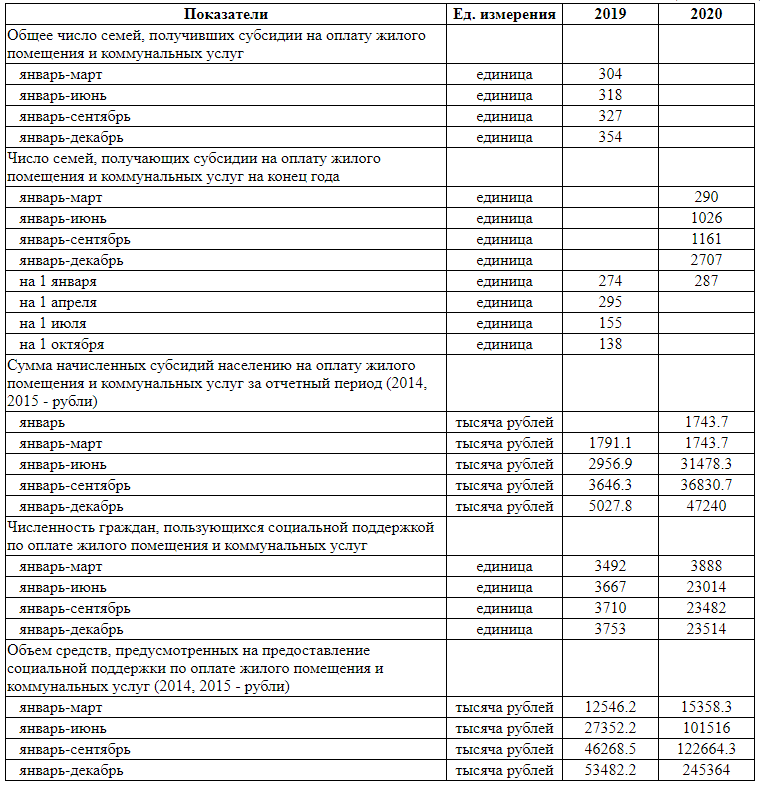 Показатели Ед. измерения 2019 2020
Общее число семей, получивших субсидии на оплату жилого
помещения и коммунальных услуг
январь-март единица 304
январь-июнь единица 318
январь-сентябрь единица 327
январь-декабрь единица 354
Число семей, получающих субсидии на оплату жилого
помещения и коммунальных услуг на конец года
январь-март единица 290
январь-июнь единица 1026
январь-сентябрь единица 1161
январь-декабрь единица 2707
на 1 января единица 274 287
на 1 апреля единица 295
на 1 июля единица 155
на 1 октября единица 138
Сумма начисленных субсидий населению на оплату жилого
помещения и коммунальных услуг за отчетный период (2014,
2015 - рубли)
январь тысяча рублей 1743.7
январь-март тысяча рублей 1791.1 1743.7
январь-июнь тысяча рублей 2956.9 31478.3
январь-сентябрь тысяча рублей 3646.3 36830.7
январь-декабрь тысяча рублей 5027.8 47240
Численность граждан, пользующихся социальной поддержкой
по оплате жилого помещения и коммунальных услуг
январь-март единица 3492 3888
январь-июнь единица 3667 23014
январь-сентябрь единица 3710 23482
январь-декабрь единица 3753 23514
Объем средств, предусмотренных на предоставление
социальной поддержки по оплате жилого помещения и
коммунальных услуг (2014, 2015 - рубли)
январь-март тысяча рублей 12546.2 15358.3
январь-июнь тысяча рублей 27352.2 101516
январь-сентябрь тысяча рублей 46268.5 122664.3
январь-декабрь тысяча рублей 53482.2 245364